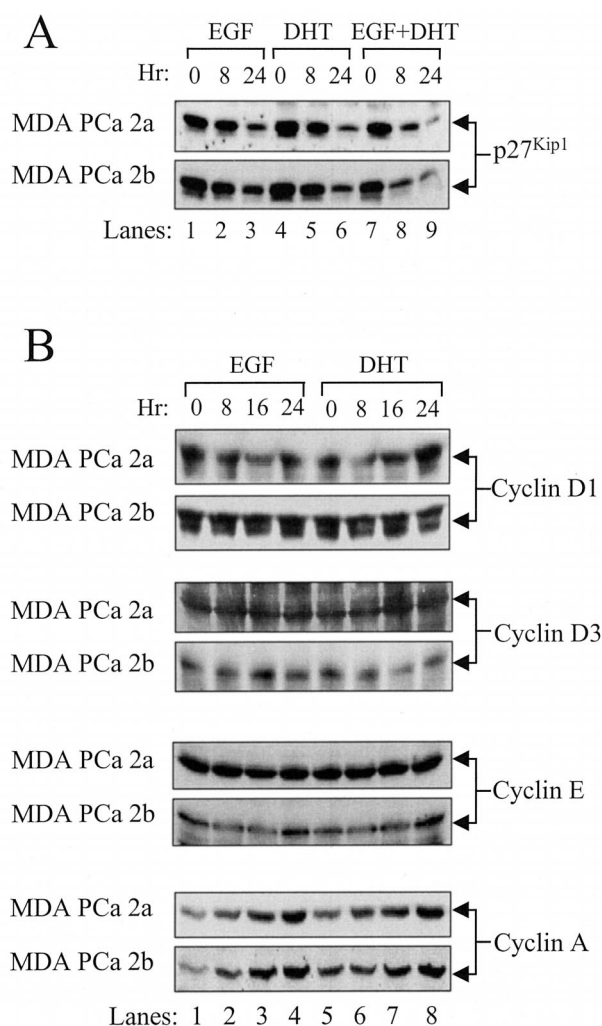 A
EGF DHT EGF+DHT
Hr: 0 8 24 0 8 24 0 8 24
MDA PCa 2a
p27Kip1
MDA PCa 2b
Lanes: 1 2 3 4 5 6 7 8 9
B
EGF DHT
Hr: 0 8 16 24 0 8 16 24
MDA PCa 2a
Cyclin D1
MDA PCa 2b
MDA PCa 2a
Cyclin D3
MDA PCa 2b
MDA PCa 2a
Cyclin E
MDA PCa 2b
MDA PCa 2a
Cyclin A
MDA PCa 2b
Lanes: 1 2 3 4 5 6 7 8